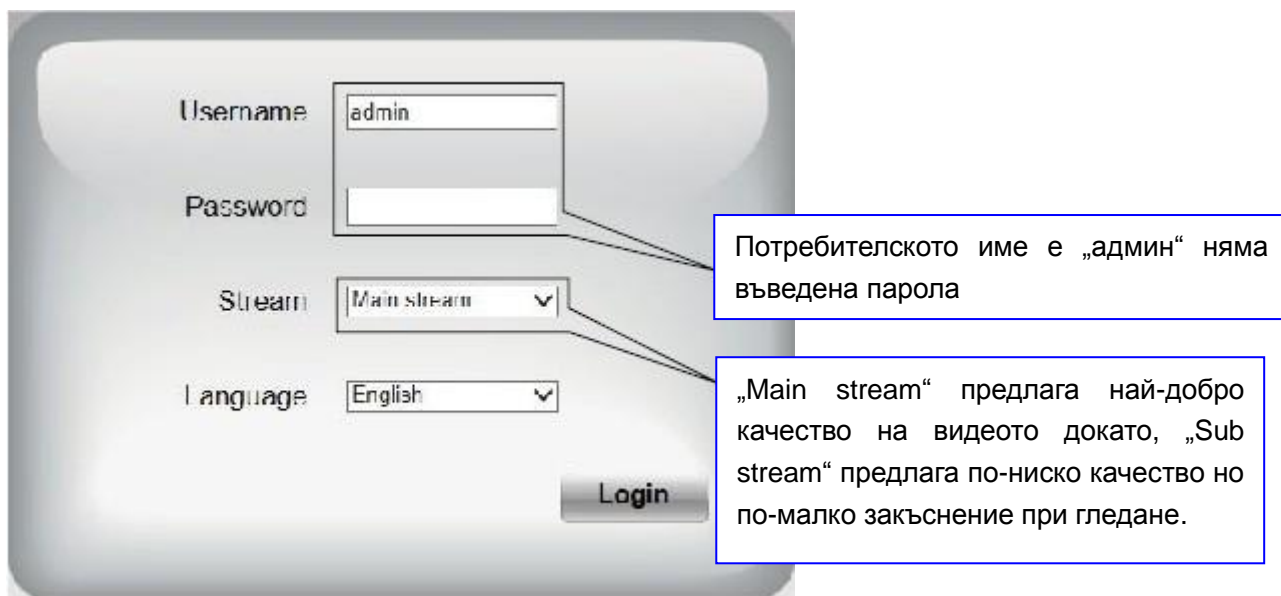 Username
admin
Password
Потребителското име е „админ“ няма
въведена парола
Stream
Main stream
„Main stream“ предлага най-добро
качество на видеото докато, „Sub
stream“ предлага по-ниско качество но
по-малко закъснение при гледане.
Language
English
Login